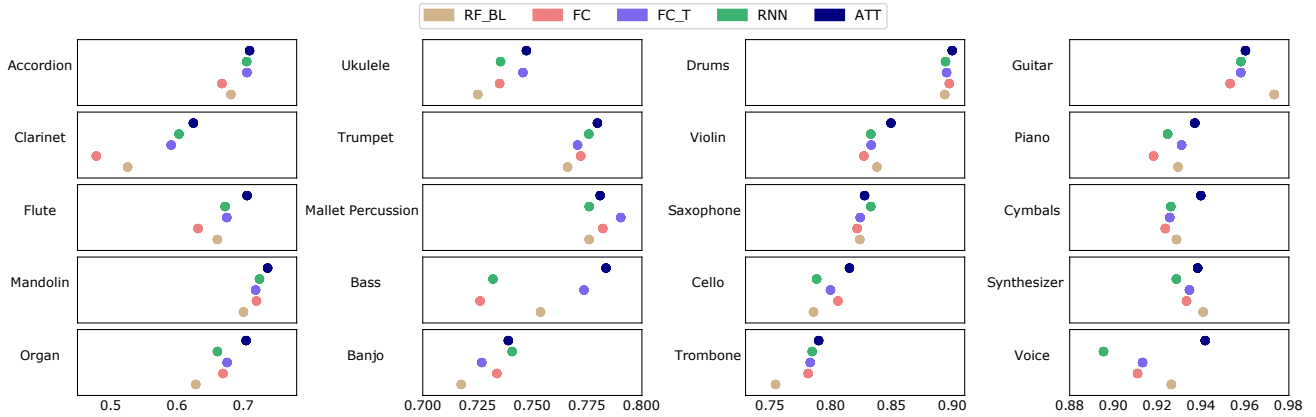 RF_BL FC FC_T RNN ATT
Accordion Ukulele Drums Guitar
Clarinet Trumpet Violin Piano
Flute Mallet Percussion Saxophone Cymbals
Mandolin Bass Cello Synthesizer
Organ Banjo Trombone Voice
0.5 0.6 0.7 0.700 0.725 0.750 0.775 0.800 0.75 0.80 0.85 0.90 0.88 0.90 0.92 0.94 0.96 0.98